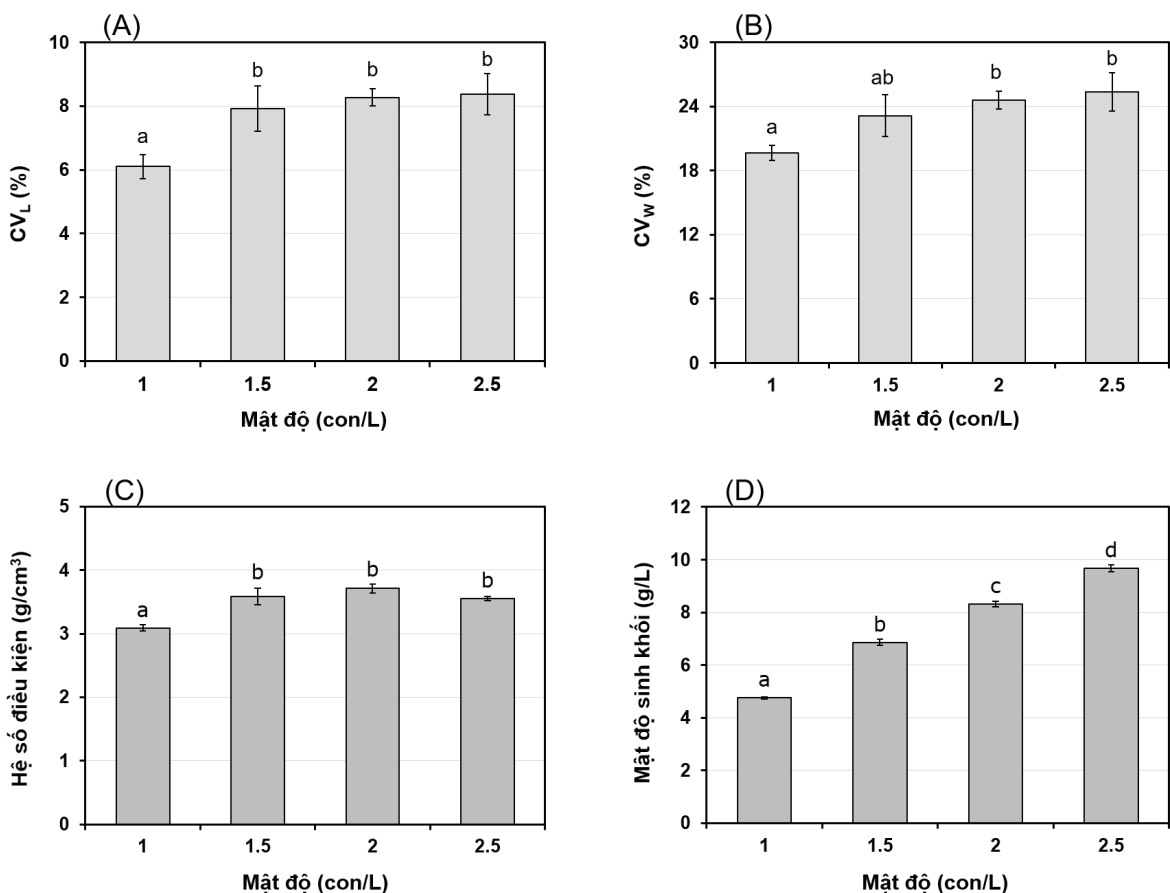 (A)
10
8
6
4
2
0
CVL (%)
a
b
b
b
1
1.5
2
2.5
Mật độ (con/L)
(B)
30
24
18
12
6
0
CVW (%)
a
ab
b
b
1
1.5
2
2.5
Mật độ (con/L)
(C)
5
4
3
2
1
0
Hệ số điều kiện (g/cm³)
a
b
b
b
1
1.5
2
2.5
Mật độ (con/L)
(D)
12
10
8
6
4
2
0
Mật độ sinh khối (g/L)
a
b
c
d
1
1.5
2
2.5
Mật độ (con/L)